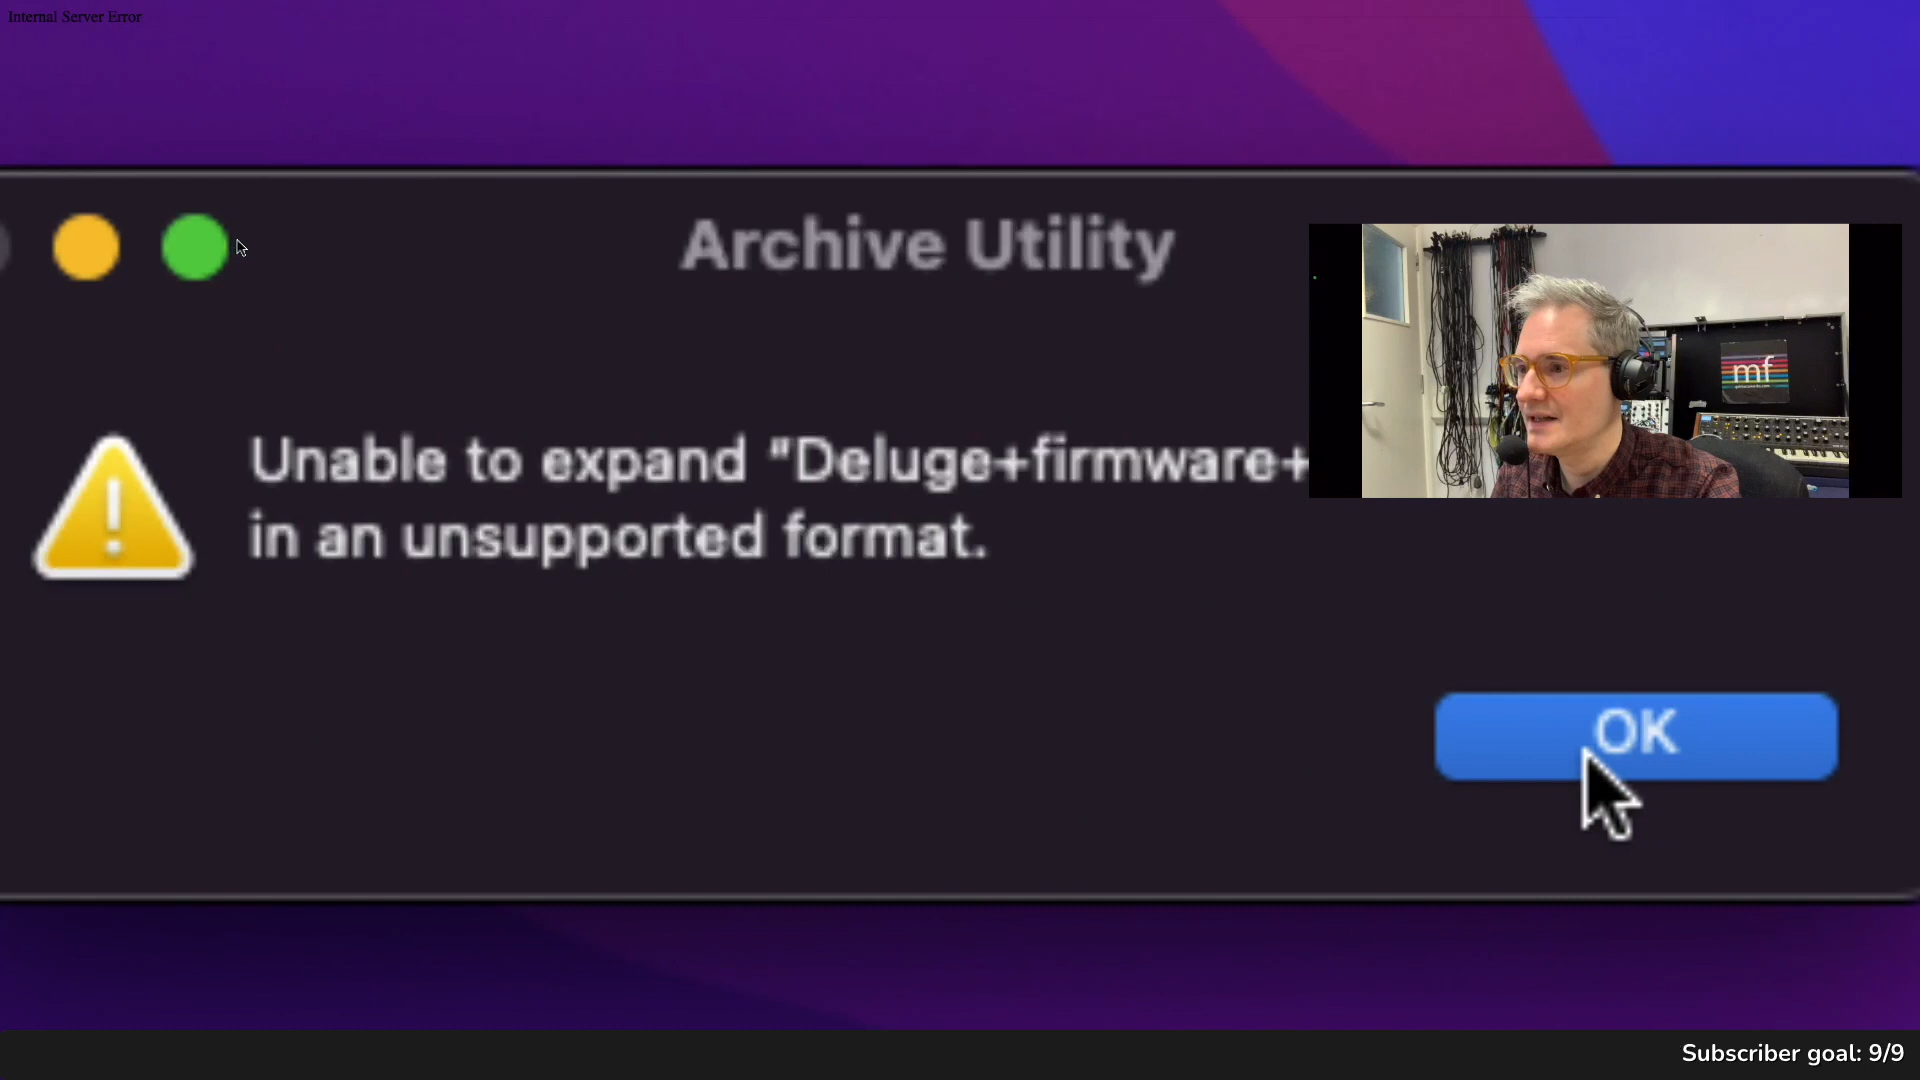 Internal Server Error
Archive Utility
Unable to expand "Deluge+firmware+
in an unsupported format.
mf
OK
Subscriber goal: 9/9